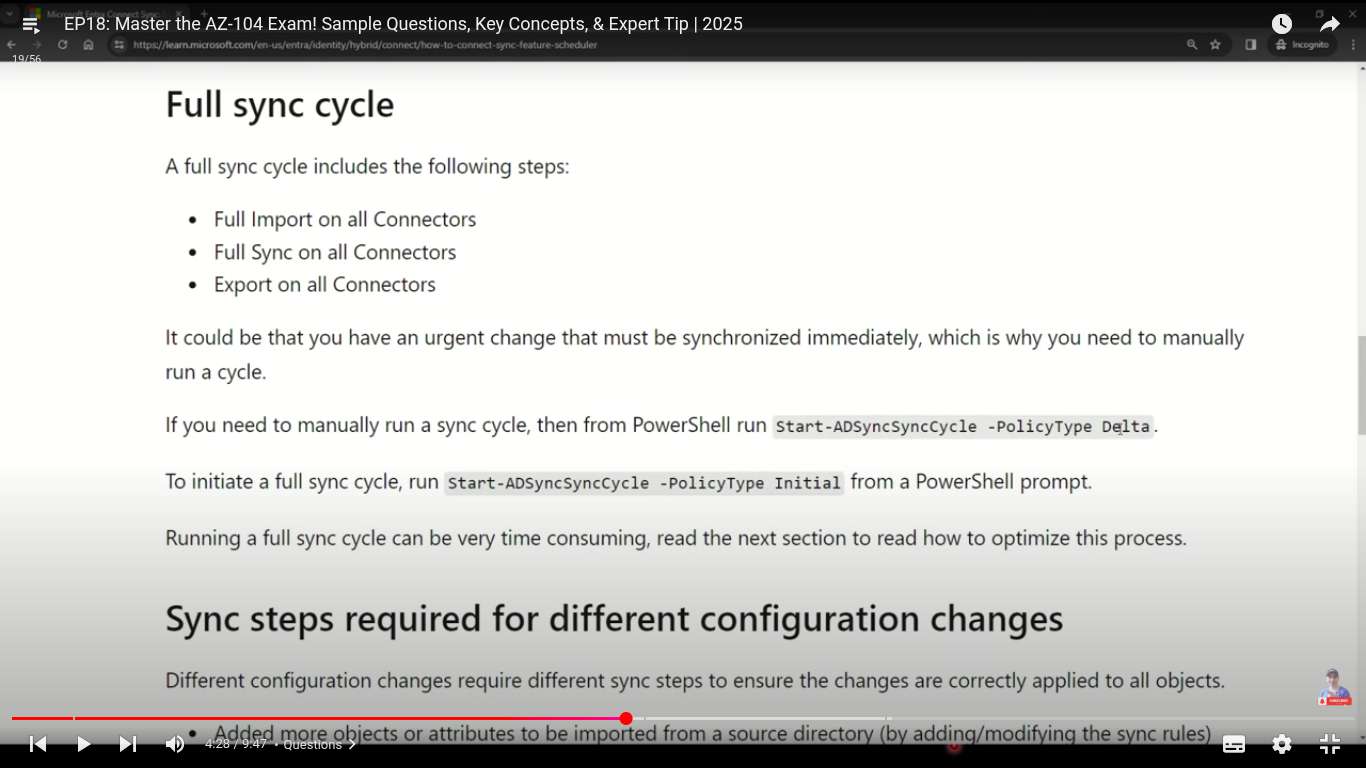 Microsoft Entra Connect Sync
EP18: Master the AZ-104 Exam! Sample Questions, Key Concepts, & Expert Tip | 2025
https://learn.microsoft.com/en-us/entra/identity/hybrid/connect/how-to-connect-sync-feature-scheduler
Incognito
19/56
Full sync cycle
A full sync cycle includes the following steps:
• Full Import on all Connectors
• Full Sync on all Connectors
• Export on all Connectors
It could be that you have an urgent change that must be synchronized immediately, which is why you need to manually
run a cycle.
If you need to manually run a sync cycle, then from PowerShell run Start-ADSyncSyncCycle -PolicyType Delta.
To initiate a full sync cycle, run Start-ADSyncSyncCycle -PolicyType Initial from a PowerShell prompt.
Running a full sync cycle can be very time consuming, read the next section to read how to optimize this process.
Sync steps required for different configuration changes
Different configuration changes require different sync steps to ensure the changes are correctly applied to all objects.
• Added more objects or attributes to be imported from a source directory (by adding/modifying the sync rules)
4:28 / 9:47 • Questions